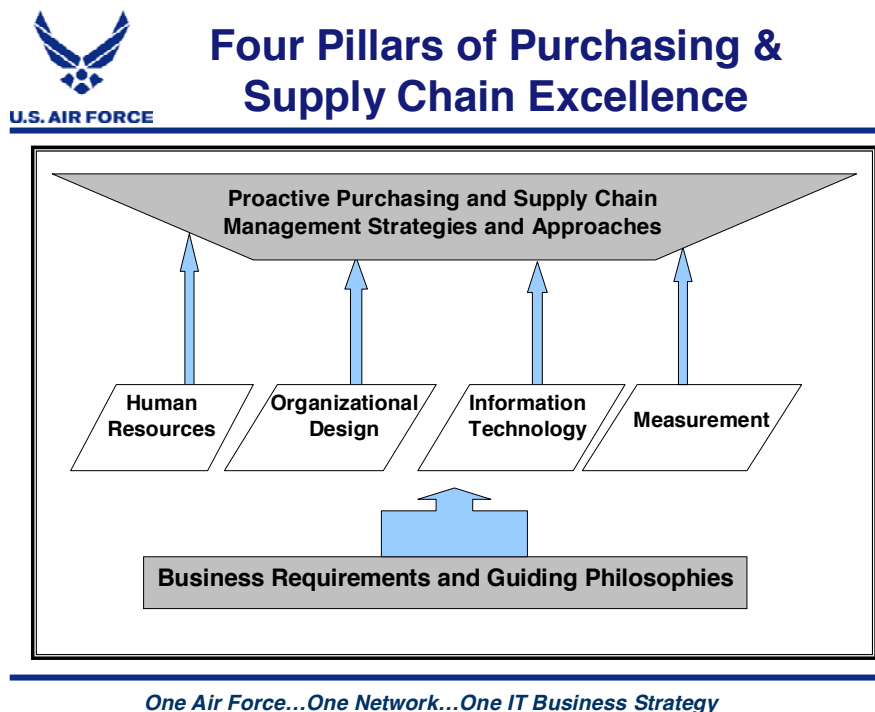 Four Pillars of Purchasing &
Supply Chain Excellence
U.S. AIR FORCE
Proactive Purchasing and Supply Chain
Management Strategies and Approaches
Human
Resources
Organizational
Design
Information
Technology
Measurement
Business Requirements and Guiding Philosophies
One Air Force...One Network...One IT Business Strategy